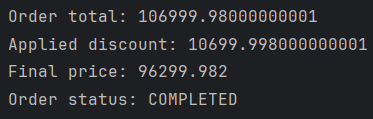 Order total: 106999.98000000001
Applied discount: 10699.998000000001
Final price: 96299.982
Order status: COMPLETED